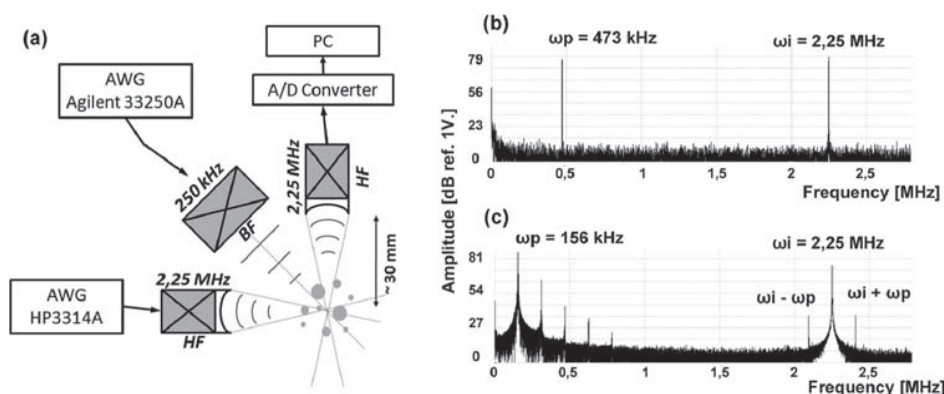 (a)
PC
A/D Converter
AWG
Agilent 33250A
250 kHz
BF
2,25 MHz
HF
~ 30 mm
2,25 MHz
HF
AWG
HP3314A
(b)
ωp = 473 kHz
ωi = 2,25 MHz
79
56
23
23
0
0
0,5
1
1,5
2
2,5
Frequency [MHz]
Amplitude [dB ref. 1V.]
(c)
ωp = 156 kHz
ωi = 2,25 MHz
ωi - ωp
ωi + ωp
81
54
27
0
0
0,5
1
1,5
2
2,5
Frequency [MHz]